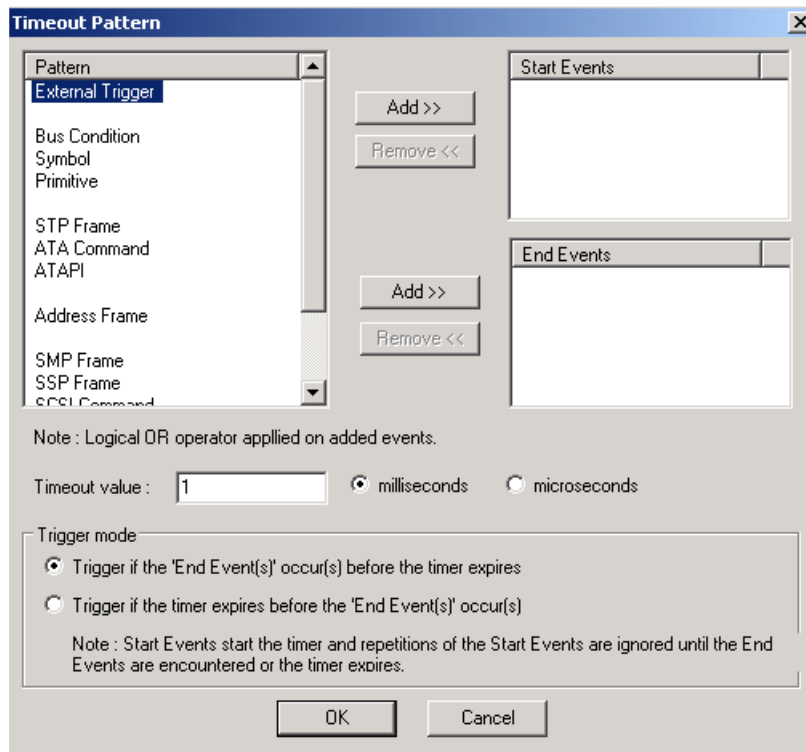 Timeout Pattern
Pattern
External Trigger
Bus Condition
Symbol
Primitive
STP Frame
ATA Command
ATAPI
Address Frame
SMP Frame
SSP Frame
SCSI Command
Add >>
Remove <<
Start Events
Add >>
Remove <<
End Events
Note : Logical OR operator appllied on added events.
Timeout value :
1
milliseconds
microseconds
Trigger mode
Trigger if the 'End Event(s)' occur(s) before the timer expires
Trigger if the timer expires before the 'End Event(s)' occur(s)
Note : Start Events start the timer and repetitions of the Start Events are ignored until the End
Events are encountered or the timer expires.
OK
Cancel